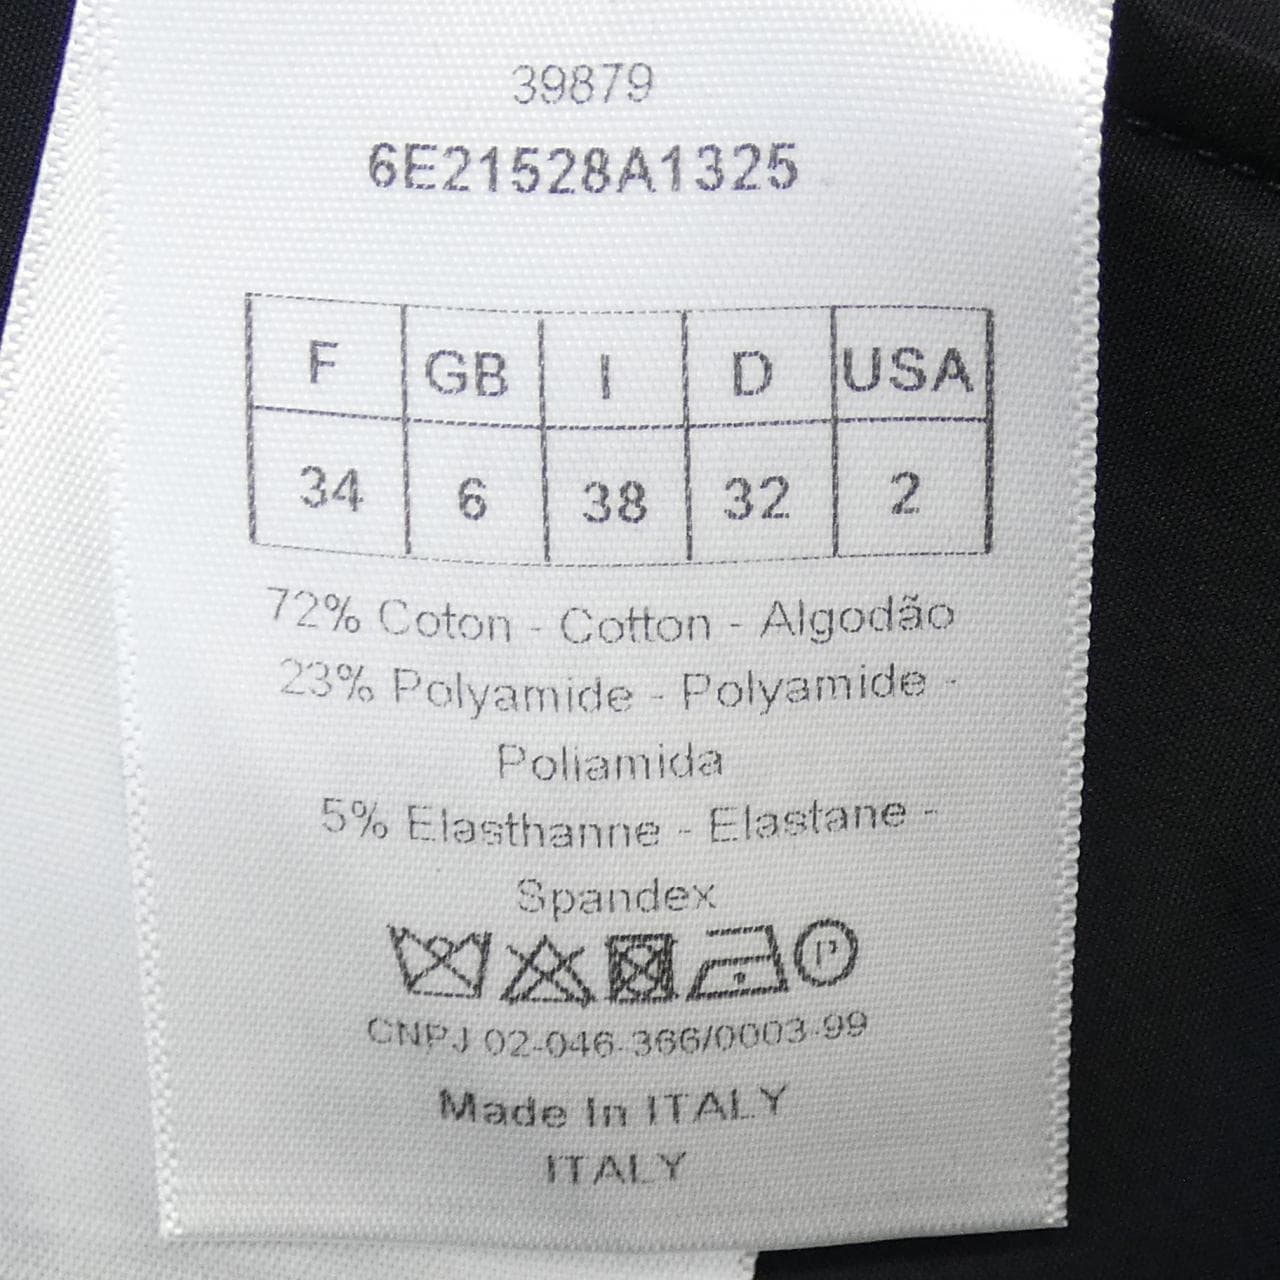 39879
6E21528A1325
F GB I D USA
34 6 38 32 2
72% Coton - Cotton - Algodão
23% Polyamide - Polyamide -
Poliamida
5% Elasthanne - Elastane -
Spandex
P
CNPJ 02-046-366/0003-99
Made In ITALY
ITALY